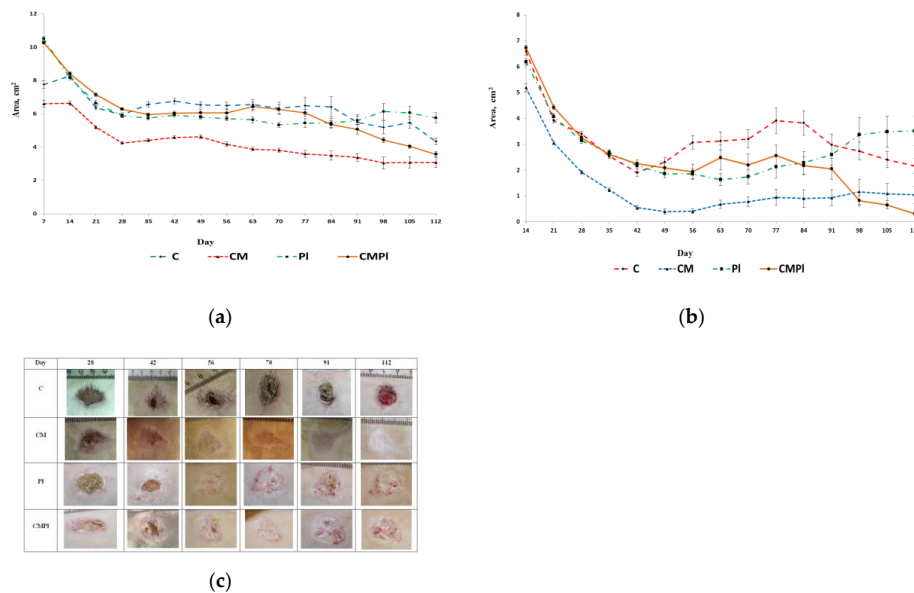 (a)
12
10
8
6
4
2
0
Area, cm²
7 14 21 28 35 42 49 56 63 70 77 84 91 98 105 112
Day
C CM Pl CMPl
(b)
8
7
6
5
4
3
2
1
0
Area, cm²
14 21 28 35 42 49 56 63 70 77 84 91 98 105
Day
C CM Pl CMPl
Day 28 42 56 70 91 112
C
CM
Pl
CMPl
(c)